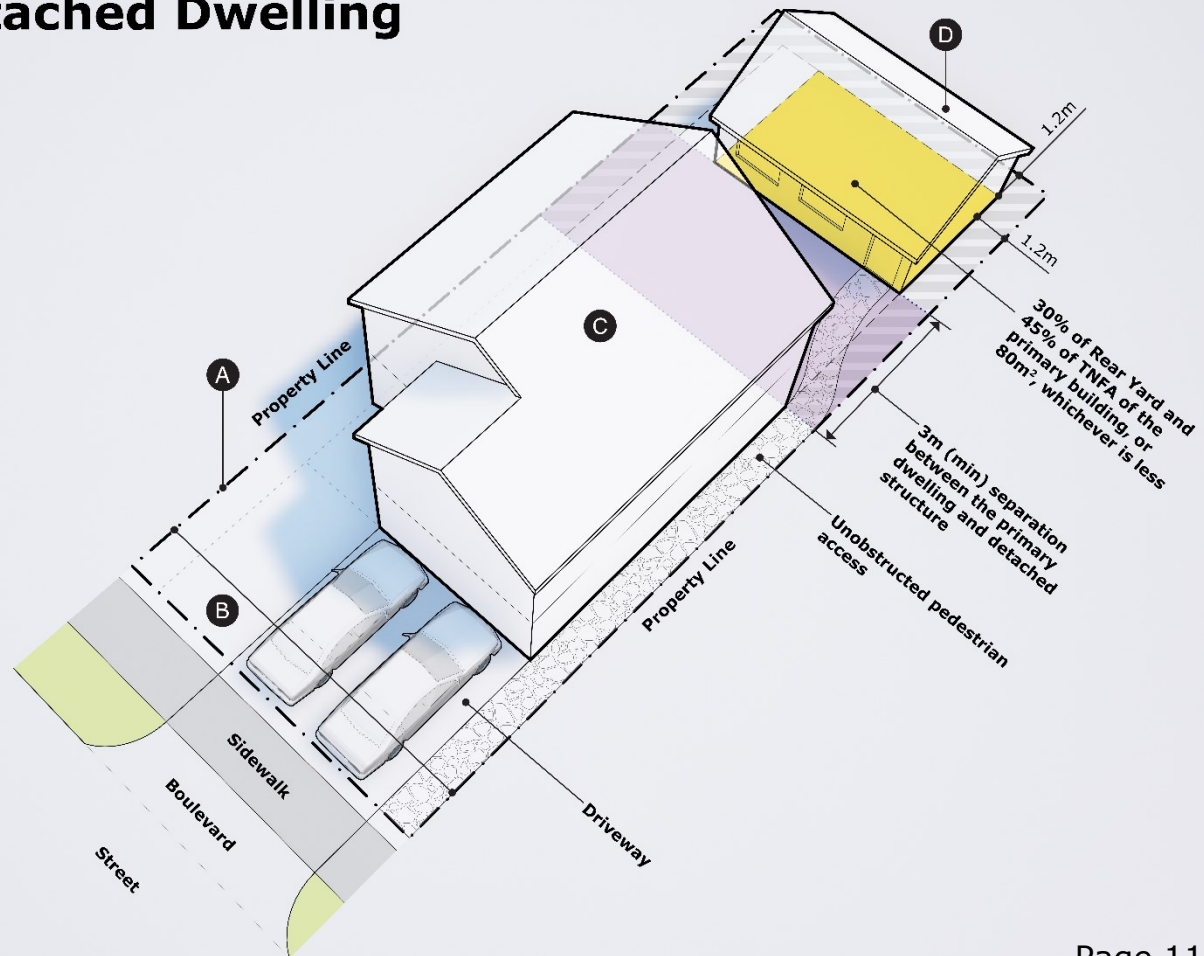 tached Dwelling
D
1.2m
1.2m
C
A
Property Line
30% of Rear Yard and
45% of TNFA of the
primary building, or
80m², whichever is less
3m (min) separation
between the primary
dwelling and detached
structure
Unobstructed pedestrian
access
Property Line
B
Driveway
Sidewalk
Boulevard
Street
Page 11